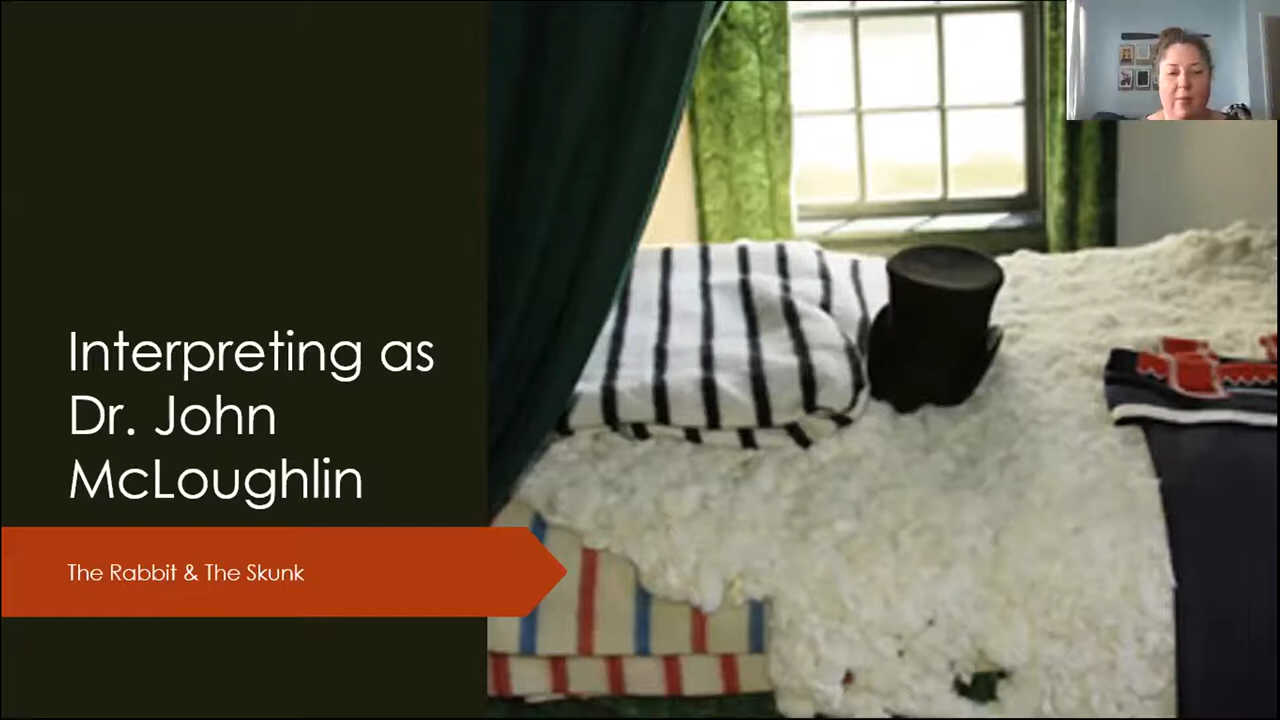 Interpreting as
Dr. John
McLoughlin
The Rabbit & The Skunk